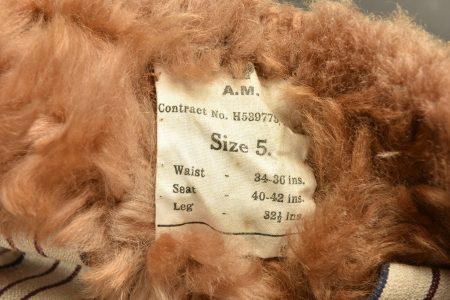 A.M.
Contract No. H539779
Size 5.
Waist - 34-36 ins.
Seat - 40-42 ins.
Leg - 32½ ins.